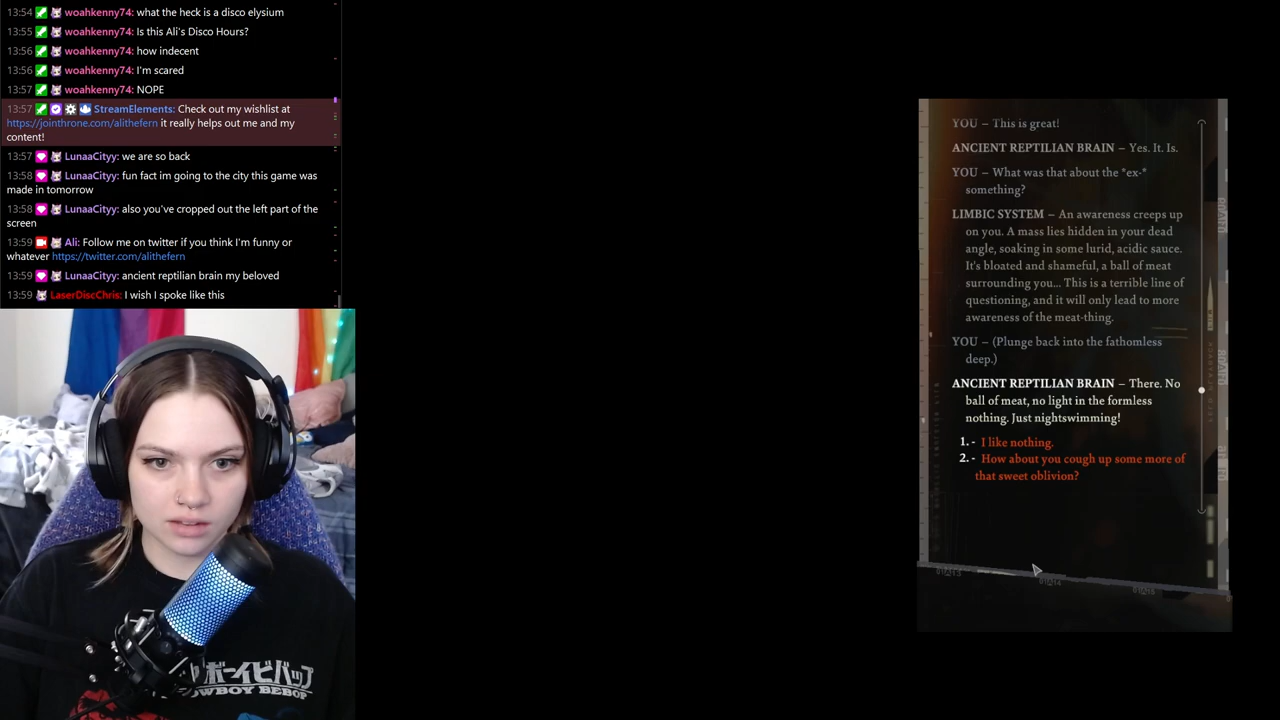 13:54 woahkenny74: what the heck is a disco elysium
13:55 woahkenny74: Is this Ali's Disco Hours?
13:56 woahkenny74: how indecent
13:56 woahkenny74: I'm scared
13:57 woahkenny74: NOPE
13:57 StreamElements: Check out my wishlist at
https://jointhrone.com/alithefern it really helps out me and my
content!
13:57 LunaaCityy: we are so back
13:58 LunaaCityy: fun fact im going to the city this game was
made in tomorrow
13:58 LunaaCityy: also you've cropped out the left part of the
screen
13:59 Ali: Follow me on twitter if you think I'm funny or
whatever https://twitter.com/alithefern
13:59 LunaaCityy: ancient reptilian brain my beloved
13:59 LaserDiscChris: I wish I spoke like this
ボーイビバップ
COWBOY BEBOP
YOU – This is great!
ANCIENT REPTILIAN BRAIN – Yes. It. Is.
YOU – What was that about the *ex-*
something?
LIMBIC SYSTEM – An awareness creeps up
on you. A mass lies hidden in your dead
angle, soaking in some lurid, acidic sauce.
It's bloated and shameful, a ball of meat
surrounding you... This is a terrible line of
questioning, and it will only lead to more
awareness of the meat-thing.
YOU – (Plunge back into the fathomless
deep.)
ANCIENT REPTILIAN BRAIN – There. No
ball of meat, no light in the formless
nothing. Just nightswimming!
1. - I like nothing.
2. - How about you cough up some more of
that sweet oblivion?